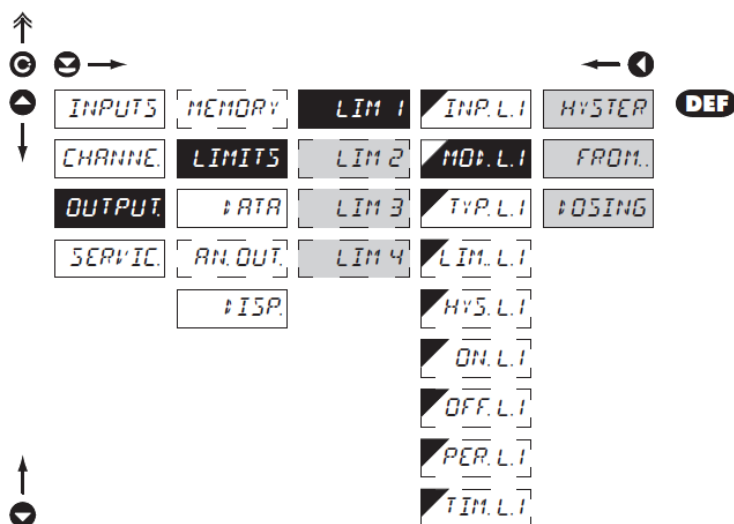 INPUTS MEMORY LIM 1 INP.L.1 HYSTER DEF
CHANNE. LIMITS LIM 2 MOD.L.1 FROM..
OUTPUT. DATA LIM 3 TYP.L.1 DOSING
SERVIC. AN.OUT. LIM 4 LIM..L.1
DISP. HYS.L.1
ON.L.1
OFF.L.1
PER.L.1
TIM.L.1